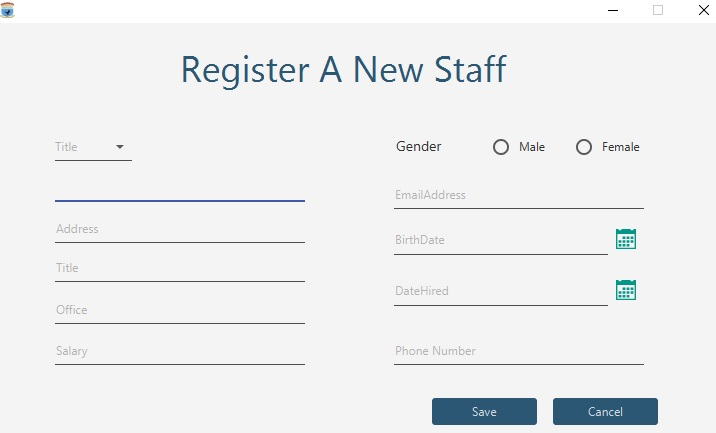 Register A New Staff
Title
Gender Male Female
EmailAddress
Address
BirthDate
Title
DateHired
Office
Salary
Phone Number
Save Cancel